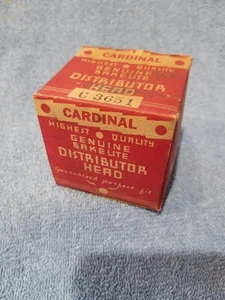 CARDINAL
HIGHEST QUALITY
GENUINE
BAKELITE
DISTRIBUTOR
HEAD
C 3651
CARDINAL
HIGHEST QUALITY
GENUINE
BAKELITE
DISTRIBUTOR
HEAD
Guaranteed perfect fit